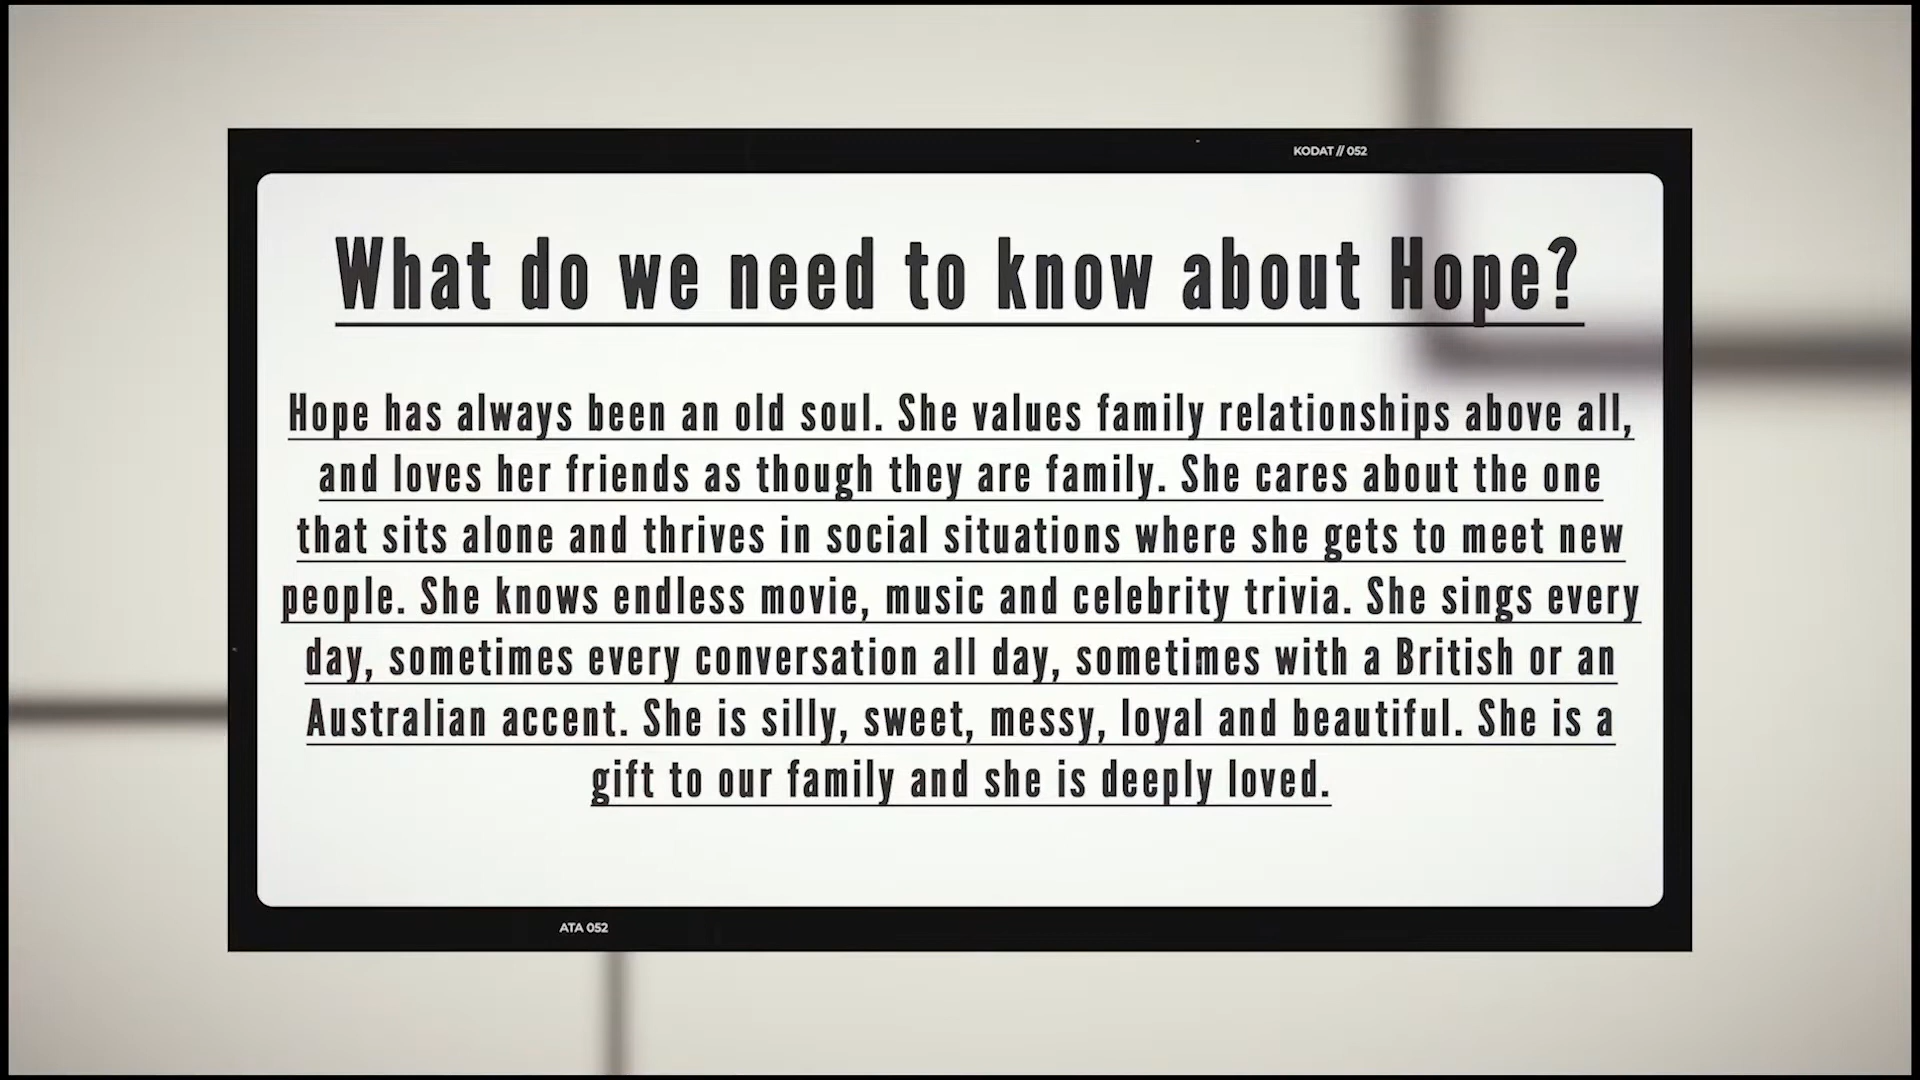 KODAT // 052
What do we need to know about Hope?
Hope has always been an old soul. She values family relationships above all,
and loves her friends as though they are family. She cares about the one
that sits alone and thrives in social situations where she gets to meet new
people. She knows endless movie, music and celebrity trivia. She sings every
day, sometimes every conversation all day, sometimes with a British or an
Australian accent. She is silly, sweet, messy, loyal and beautiful. She is a
gift to our family and she is deeply loved.
ATA 052